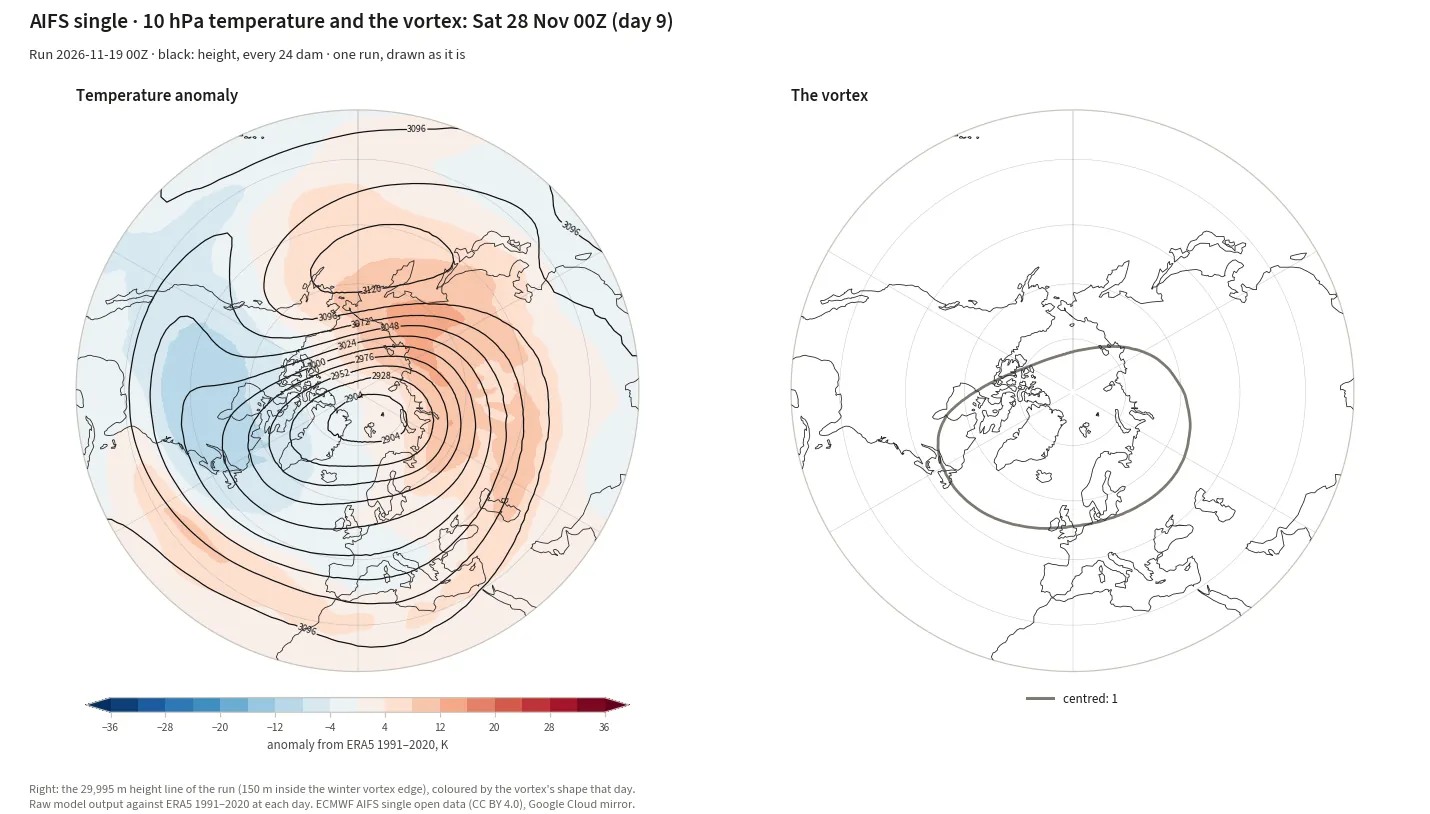 AIFS single · 10 hPa temperature and the vortex: Sat 28 Nov 00Z (day 9)
Run 2026-11-19 00Z · black: height, every 24 dam · one run, drawn as it is
Temperature anomaly
The vortex
3096
3096
3120
3096
3072
3048
3024
2976
2952
2928
2904
2904
3096
centred: 1
−36 −28 −20 −12 −4 4 12 20 28 36
anomaly from ERA5 1991–2020, K
Right: the 29,995 m height line of the run (150 m inside the winter vortex edge), coloured by the vortex's shape that day.
Raw model output against ERA5 1991–2020 at each day. ECMWF AIFS single open data (CC BY 4.0), Google Cloud mirror.